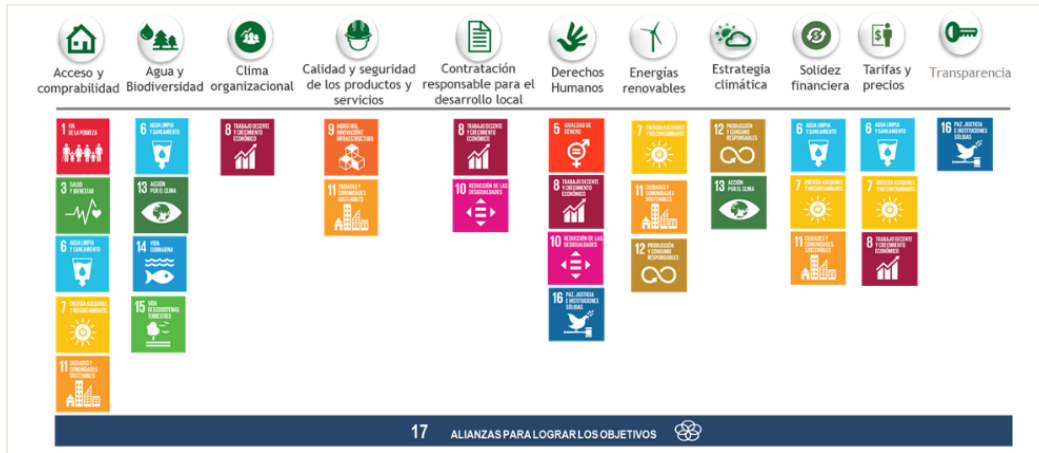 Acceso y
comprabilidad
Agua y
Biodiversidad
Clima
organizacional
Calidad y seguridad
de los productos y
servicios
Contratación
responsable para el
desarrollo local
Derechos
Humanos
Energías
renovables
Estrategia
climática
Solidez
financiera
Tarifas y
precios
Transparencia
1 FIN
DE LA POBREZA
3 SALUD
Y BIENESTAR
6 AGUA LIMPIA
Y SANEAMIENTO
7 ENERGÍA ASEQUIBLE
Y NO CONTAMINANTE
11 CIUDADES Y
COMUNIDADES
SOSTENIBLES
6 AGUA LIMPIA
Y SANEAMIENTO
13 ACCIÓN
POR EL CLIMA
14 VIDA
SUBMARINA
15 VIDA
DE ECOSISTEMAS
TERRESTRES
8 TRABAJO DECENTE
Y CRECIMIENTO
ECONÓMICO
9 INDUSTRIA,
INNOVACIÓN E
INFRAESTRUCTURA
11 CIUDADES Y
COMUNIDADES
SOSTENIBLES
8 TRABAJO DECENTE
Y CRECIMIENTO
ECONÓMICO
10 REDUCCIÓN DE LAS
DESIGUALDADES
5 IGUALDAD DE
GÉNERO
8 TRABAJO DECENTE
Y CRECIMIENTO
ECONÓMICO
10 REDUCCIÓN DE LAS
DESIGUALDADES
16 PAZ, JUSTICIA
E INSTITUCIONES
SÓLIDAS
7 ENERGÍA ASEQUIBLE
Y NO CONTAMINANTE
11 CIUDADES Y
COMUNIDADES
SOSTENIBLES
12 PRODUCCIÓN
Y CONSUMO
RESPONSABLES
12 PRODUCCIÓN
Y CONSUMO
RESPONSABLES
13 ACCIÓN
POR EL CLIMA
6 AGUA LIMPIA
Y SANEAMIENTO
7 ENERGÍA ASEQUIBLE
Y NO CONTAMINANTE
11 CIUDADES Y
COMUNIDADES
SOSTENIBLES
6 AGUA LIMPIA
Y SANEAMIENTO
7 ENERGÍA ASEQUIBLE
Y NO CONTAMINANTE
8 TRABAJO DECENTE
Y CRECIMIENTO
ECONÓMICO
16 PAZ, JUSTICIA
E INSTITUCIONES
SÓLIDAS
17 ALIANZAS PARA LOGRAR LOS OBJETIVOS